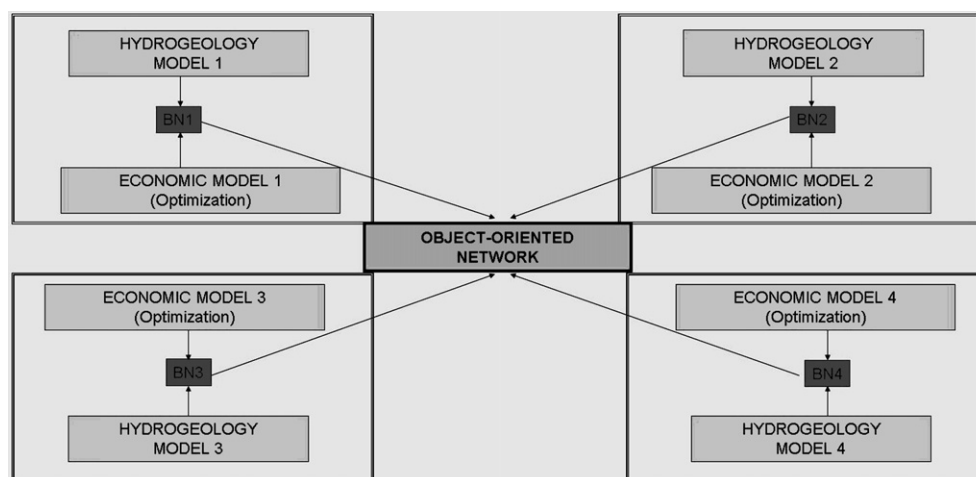 HYDROGEOLOGY
MODEL 1
BN1
ECONOMIC MODEL 1
(Optimization)
HYDROGEOLOGY
MODEL 2
BN2
ECONOMIC MODEL 2
(Optimization)
OBJECT-ORIENTED
NETWORK
ECONOMIC MODEL 3
(Optimization)
BN3
HYDROGEOLOGY
MODEL 3
ECONOMIC MODEL 4
(Optimization)
BN4
HYDROGEOLOGY
MODEL 4